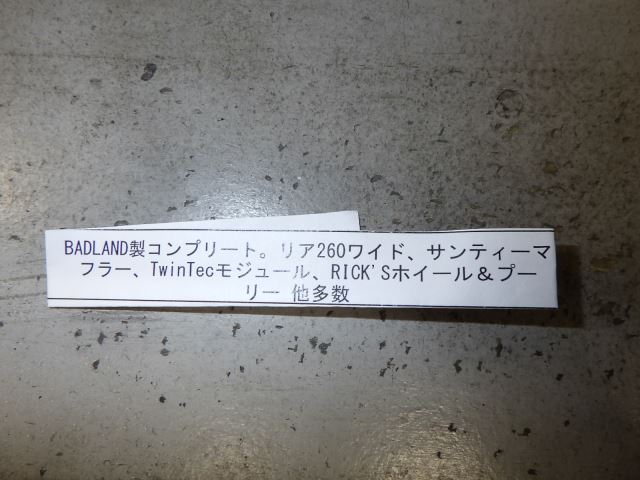 BADLAND製コンプリート。リア260ワイド、サンティーマ
フラー、TwinTecモジュール、RICK'Sホイール＆プー
リー 他多数